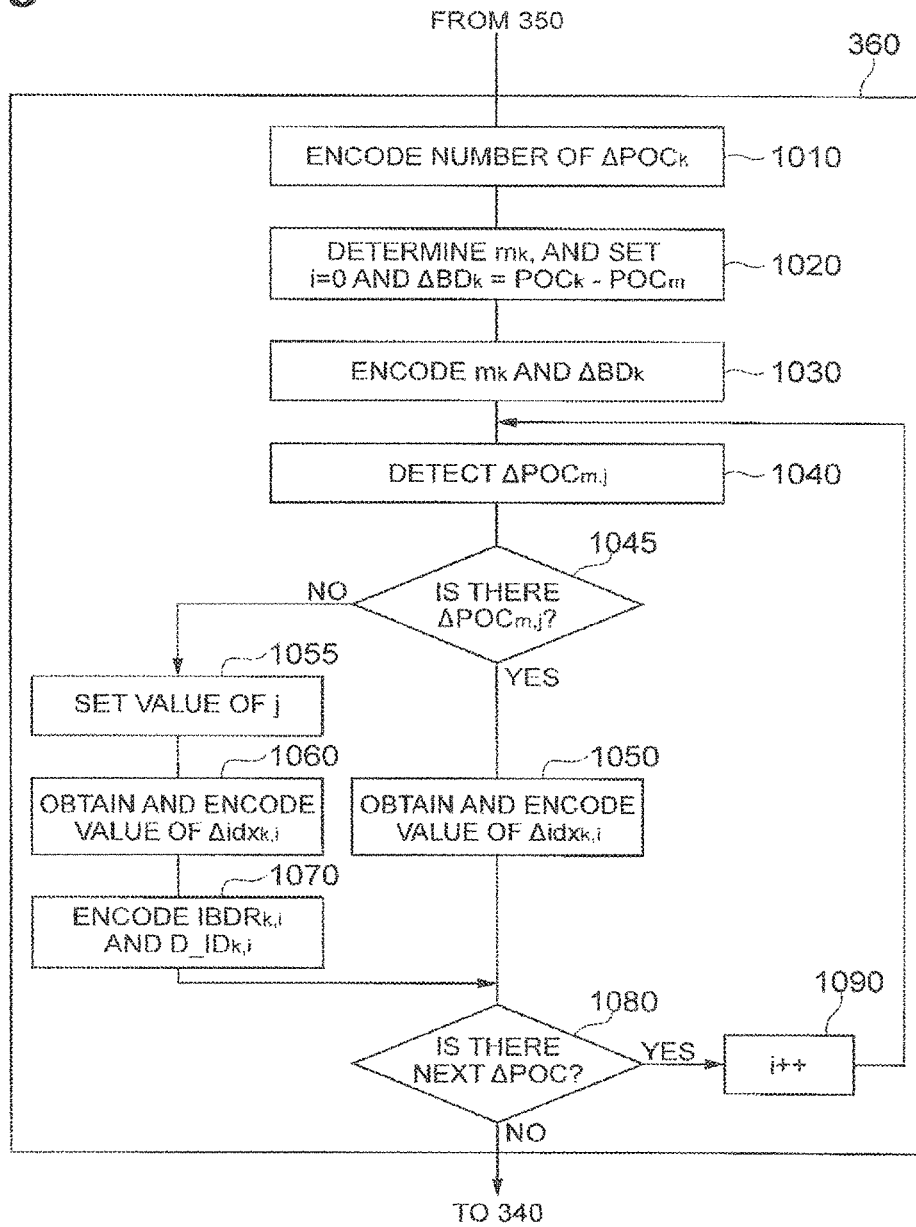 FROM 350
360
ENCODE NUMBER OF ΔPOCk
1010
DETERMINE mk, AND SET
i=0 AND ΔBDk = POCk - POCm
1020
ENCODE mk AND ΔBDk
1030
DETECT ΔPOCm,j
1040
1045
IS THERE
ΔPOCm,j?
NO
YES
1055
SET VALUE OF j
1060
OBTAIN AND ENCODE
VALUE OF Δidxk,i
1050
OBTAIN AND ENCODE
VALUE OF Δidxk,i
1070
ENCODE IBDRk,i
AND D_IDk,i
1080
IS THERE
NEXT ΔPOC?
YES
1090
i++
NO
TO 340